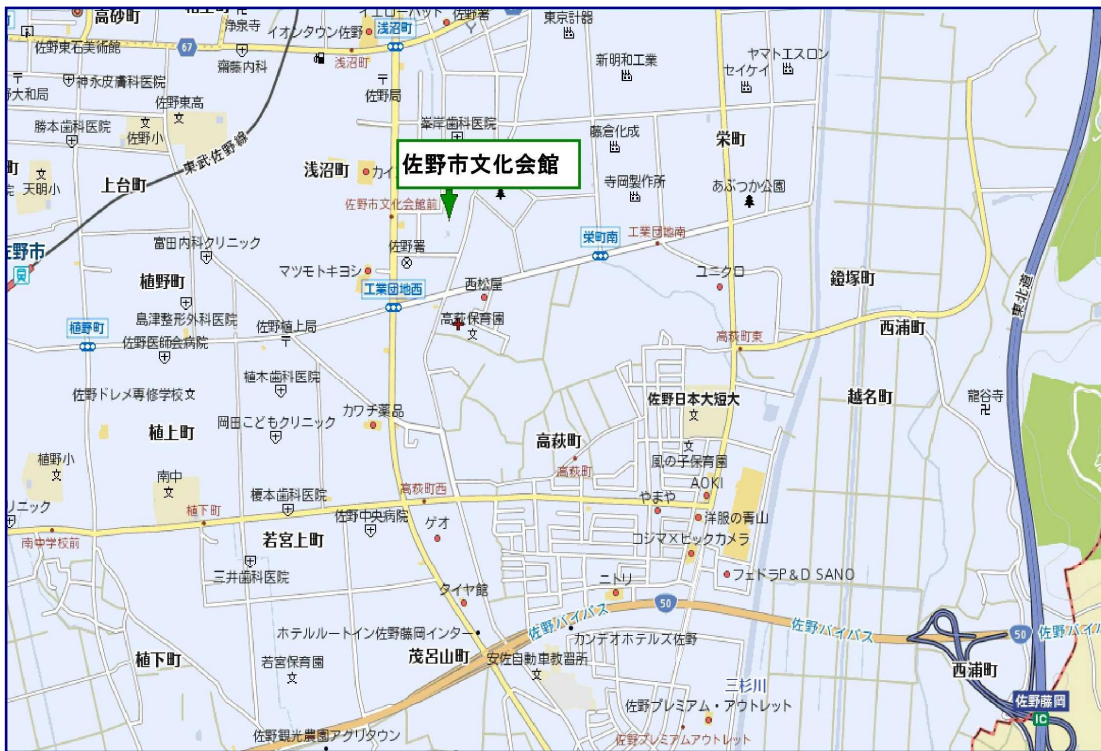 高砂町
浄泉寺
イエローハット
佐野署
東京計器
佐野東石美術館
67
イオンタウン佐野
浅沼町
ヤマトエスロン
齋藤内科
浅沼町
新明和工業
セイケイ
神永皮膚科医院
佐野局
佐野東高
勝本歯科医院
佐野小
峯岸歯科医院
藤倉化成
栄町
東武佐野線
佐野市文化会館
天明小
上台町
浅沼町
寺岡製作所
あぶつか公園
佐野市文化会館前
富田内科クリニック
佐野署
栄町南
工業団地南
佐野市
植野町
マツモトキヨシ
西松屋
ユニクロ
鐙塚町
東北道
工業団地西
植野町
島津整形外科医院
佐野植上局
高萩保育園
西浦町
佐野医師会病院
高萩町東
植木歯科医院
佐野ドレメ専修学校
佐野日本大短大
越名町
龍谷寺
岡田こどもクリニック
カワチ薬品
植上町
高萩町
植野小
南中
風の子保育園
高萩町
AOKI
榎本歯科医院
高萩町西
やまや
リニック
植下町
佐野中央病院
ゲオ
洋服の青山
南中学校前
若宮上町
コジマ×ビックカメラ
三井歯科医院
ニトリ
フェドラP&D SANO
タイヤ館
50
佐野バイパス
佐野バイパス
50
佐野バイパ
ホテルルートイン佐野藤岡インター
カンデオホテルズ佐野
植下町
若宮保育園
茂呂山町
安佐自動車教習所
西浦町
三杉川
佐野藤岡
IC
佐野プレミアム・アウトレット
佐野観光農園アグリタウン
佐野プレミアムアウトレット